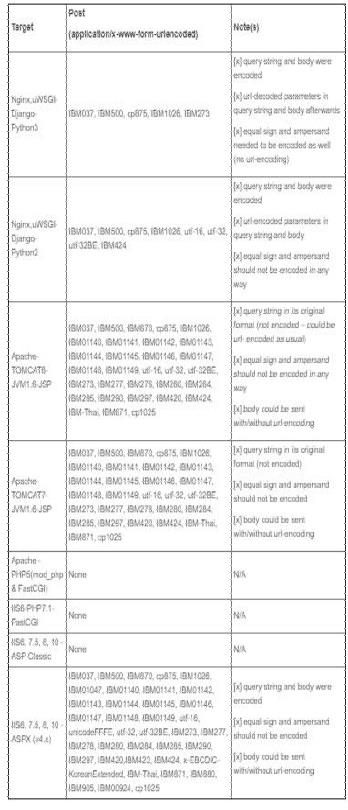 Target
Post
(application/x-www-form-urlencoded)
Note(s)
Nginx,uWSGI-
Django-
Python3
IBM037, IBM500, cp875, IBM1026, IBM273
[x] query string and body were
encoded
[x] url-decoded parameters in
query string and body afterwards
[x] equal sign and ampersand
needed to be encoded as well
(no url-encoding)
Nginx,uWSGI-
Django-
Python2
IBM037, IBM500, cp875, IBM1026, utf-16, utf-32,
utf-32BE, IBM424
[x] query string and body were
encoded
[x] url-encoded parameters in
query string and body
[x] equal sign and ampersand
should not be encoded in any
way
Apache-
TOMCAT8-
JVM1.8-JSP
IBM037, IBM500, IBM870, cp875, IBM1026,
IBM01140, IBM01141, IBM01142, IBM01143,
IBM01144, IBM01145, IBM01146, IBM01147,
IBM01148, IBM01149, utf-16, utf-32, utf-32BE,
IBM273, IBM277, IBM278, IBM280, IBM284,
IBM285, IBM290, IBM297, IBM420, IBM424,
IBM-Thai, IBM871, cp1025
[x] query string in its original
format (not encoded – could be
url- encoded as usual)
[x] equal sign and ampersand
should not be encoded in any
way
[x] body could be sent
with/without url-encoding
Apache-
TOMCAT7-
JVM1.6-JSP
IBM037, IBM500, IBM870, cp875, IBM1026,
IBM01140, IBM01141, IBM01142, IBM01143,
IBM01144, IBM01145, IBM01146, IBM01147,
IBM01148, IBM01149, utf-16, utf-32, utf-32BE,
IBM273, IBM277, IBM278, IBM280, IBM284,
IBM285, IBM297, IBM420, IBM424, IBM-Thai,
IBM871, cp1025
[x] query string in its original
format (not encoded)
[x] equal sign and ampersand
should not be encoded
[x] body could be sent
with/without url-encoding
Apache -
PHP5(mod_php
& FastCGI)
None
N/A
IIS8-PHP7.1-
FastCGI
None
N/A
IIS6, 7.5, 8, 10 -
ASP Classic
None
N/A
IIS6, 7.5, 8, 10 -
ASPX (v4.x)
IBM037, IBM500, IBM870, cp875, IBM1026,
IBM01047, IBM01140, IBM01141, IBM01142,
IBM01143, IBM01144, IBM01145, IBM01146,
IBM01147, IBM01148, IBM01149, utf-16,
unicodeFFFE, utf-32, utf-32BE, IBM273, IBM277,
IBM278, IBM280, IBM284, IBM285, IBM290,
IBM297, IBM420,IBM423, IBM424, x-EBCDIC-
KoreanExtended, IBM-Thai, IBM871, IBM880,
IBM905, IBM00924, cp1025
[x] query string and body were
encoded
[x] equal sign and ampersand
should not be encoded
[x] body could be sent
with/without url-encoding